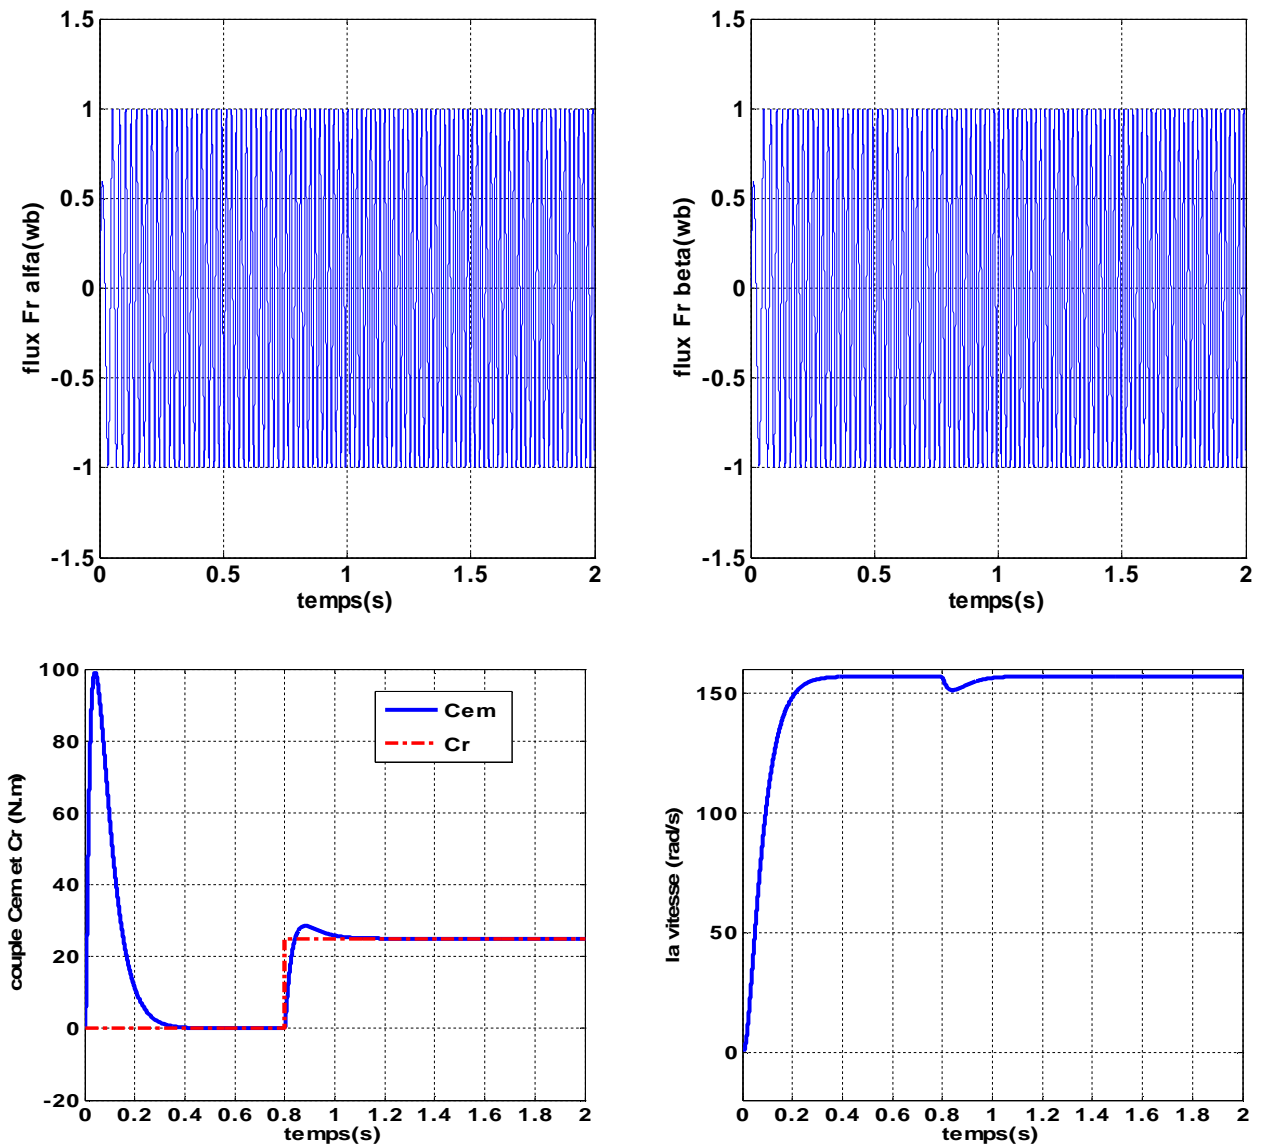 1.5
1
0.5
0
-0.5
-1
-1.5
0 0.5 1 1.5 2
flux Fr alfa(wb)
temps(s)
1.5
1
0.5
0
-0.5
-1
-1.5
0 0.5 1 1.5 2
flux Fr beta(wb)
temps(s)
100
80
60
40
20
0
-20
0 0.2 0.4 0.6 0.8 1 1.2 1.4 1.6 1.8 2
couple Cem et Cr (N.m)
temps(s)
Cem
Cr
150
100
50
0
0 0.2 0.4 0.6 0.8 1 1.2 1.4 1.6 1.8 2
la vitesse (rad/s)
temps(s)